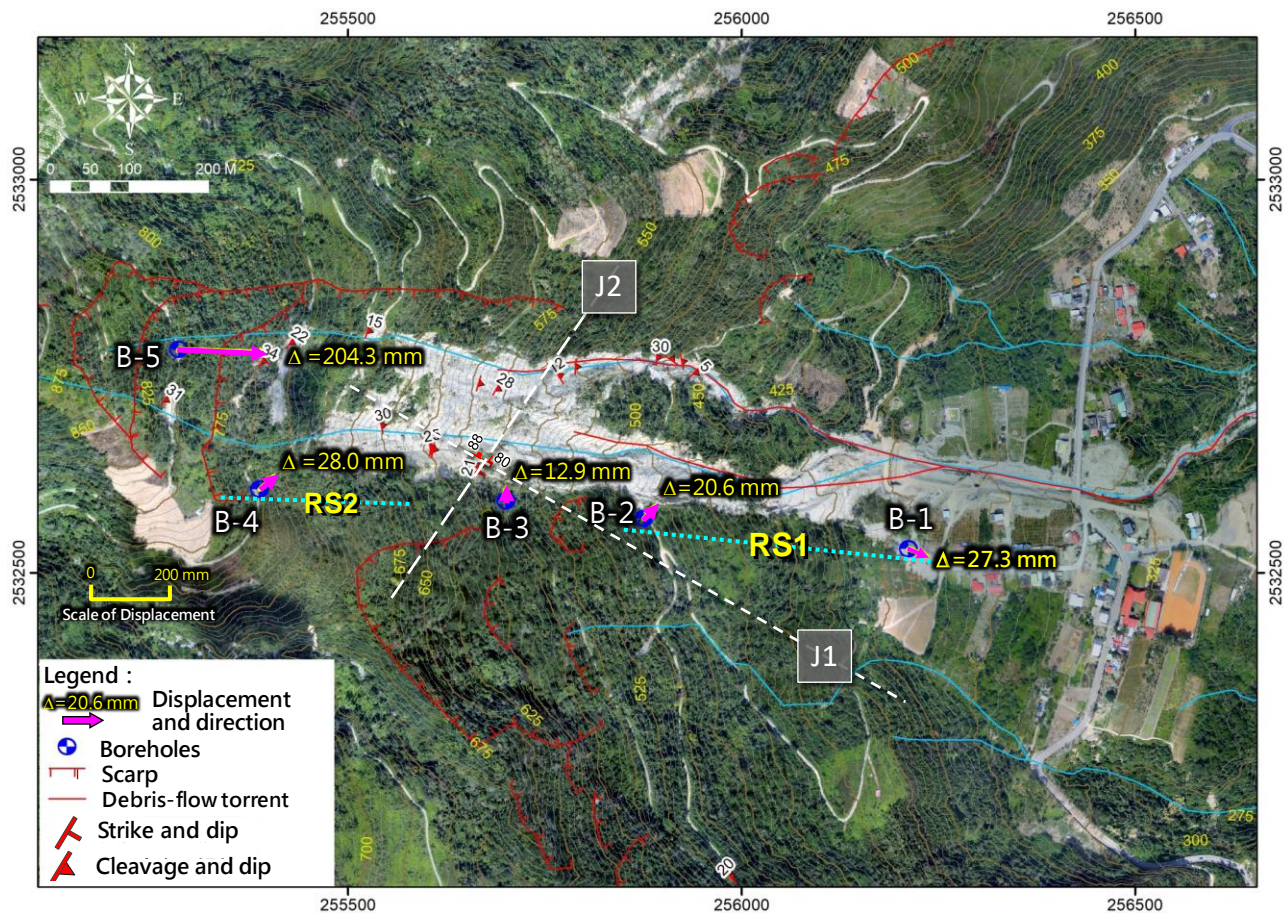 255500
256000
256500
N
W
E
S
0
50
100
200 M
725
500
400
475
375
350
2533000
2533000
800
650
J2
575
15
22
34
B-5
Δ =204.3 mm
30
5
12
28
875
825
31
775
850
425
450
500
30
88
21
80
Δ =28.0 mm
Δ =12.9 mm
Δ =20.6 mm
RS2
B-4
B-3
B-2
B-1
RS1
Δ =27.3 mm
325
2532500
2532500
0
200 mm
Scale of Displacement
675
650
J1
525
625
675
Legend :
Δ=20.6 mm
Displacement
and direction
Boreholes
Scarp
Debris-flow torrent
Strike and dip
Cleavage and dip
700
20
275
300
255500
256000
256500